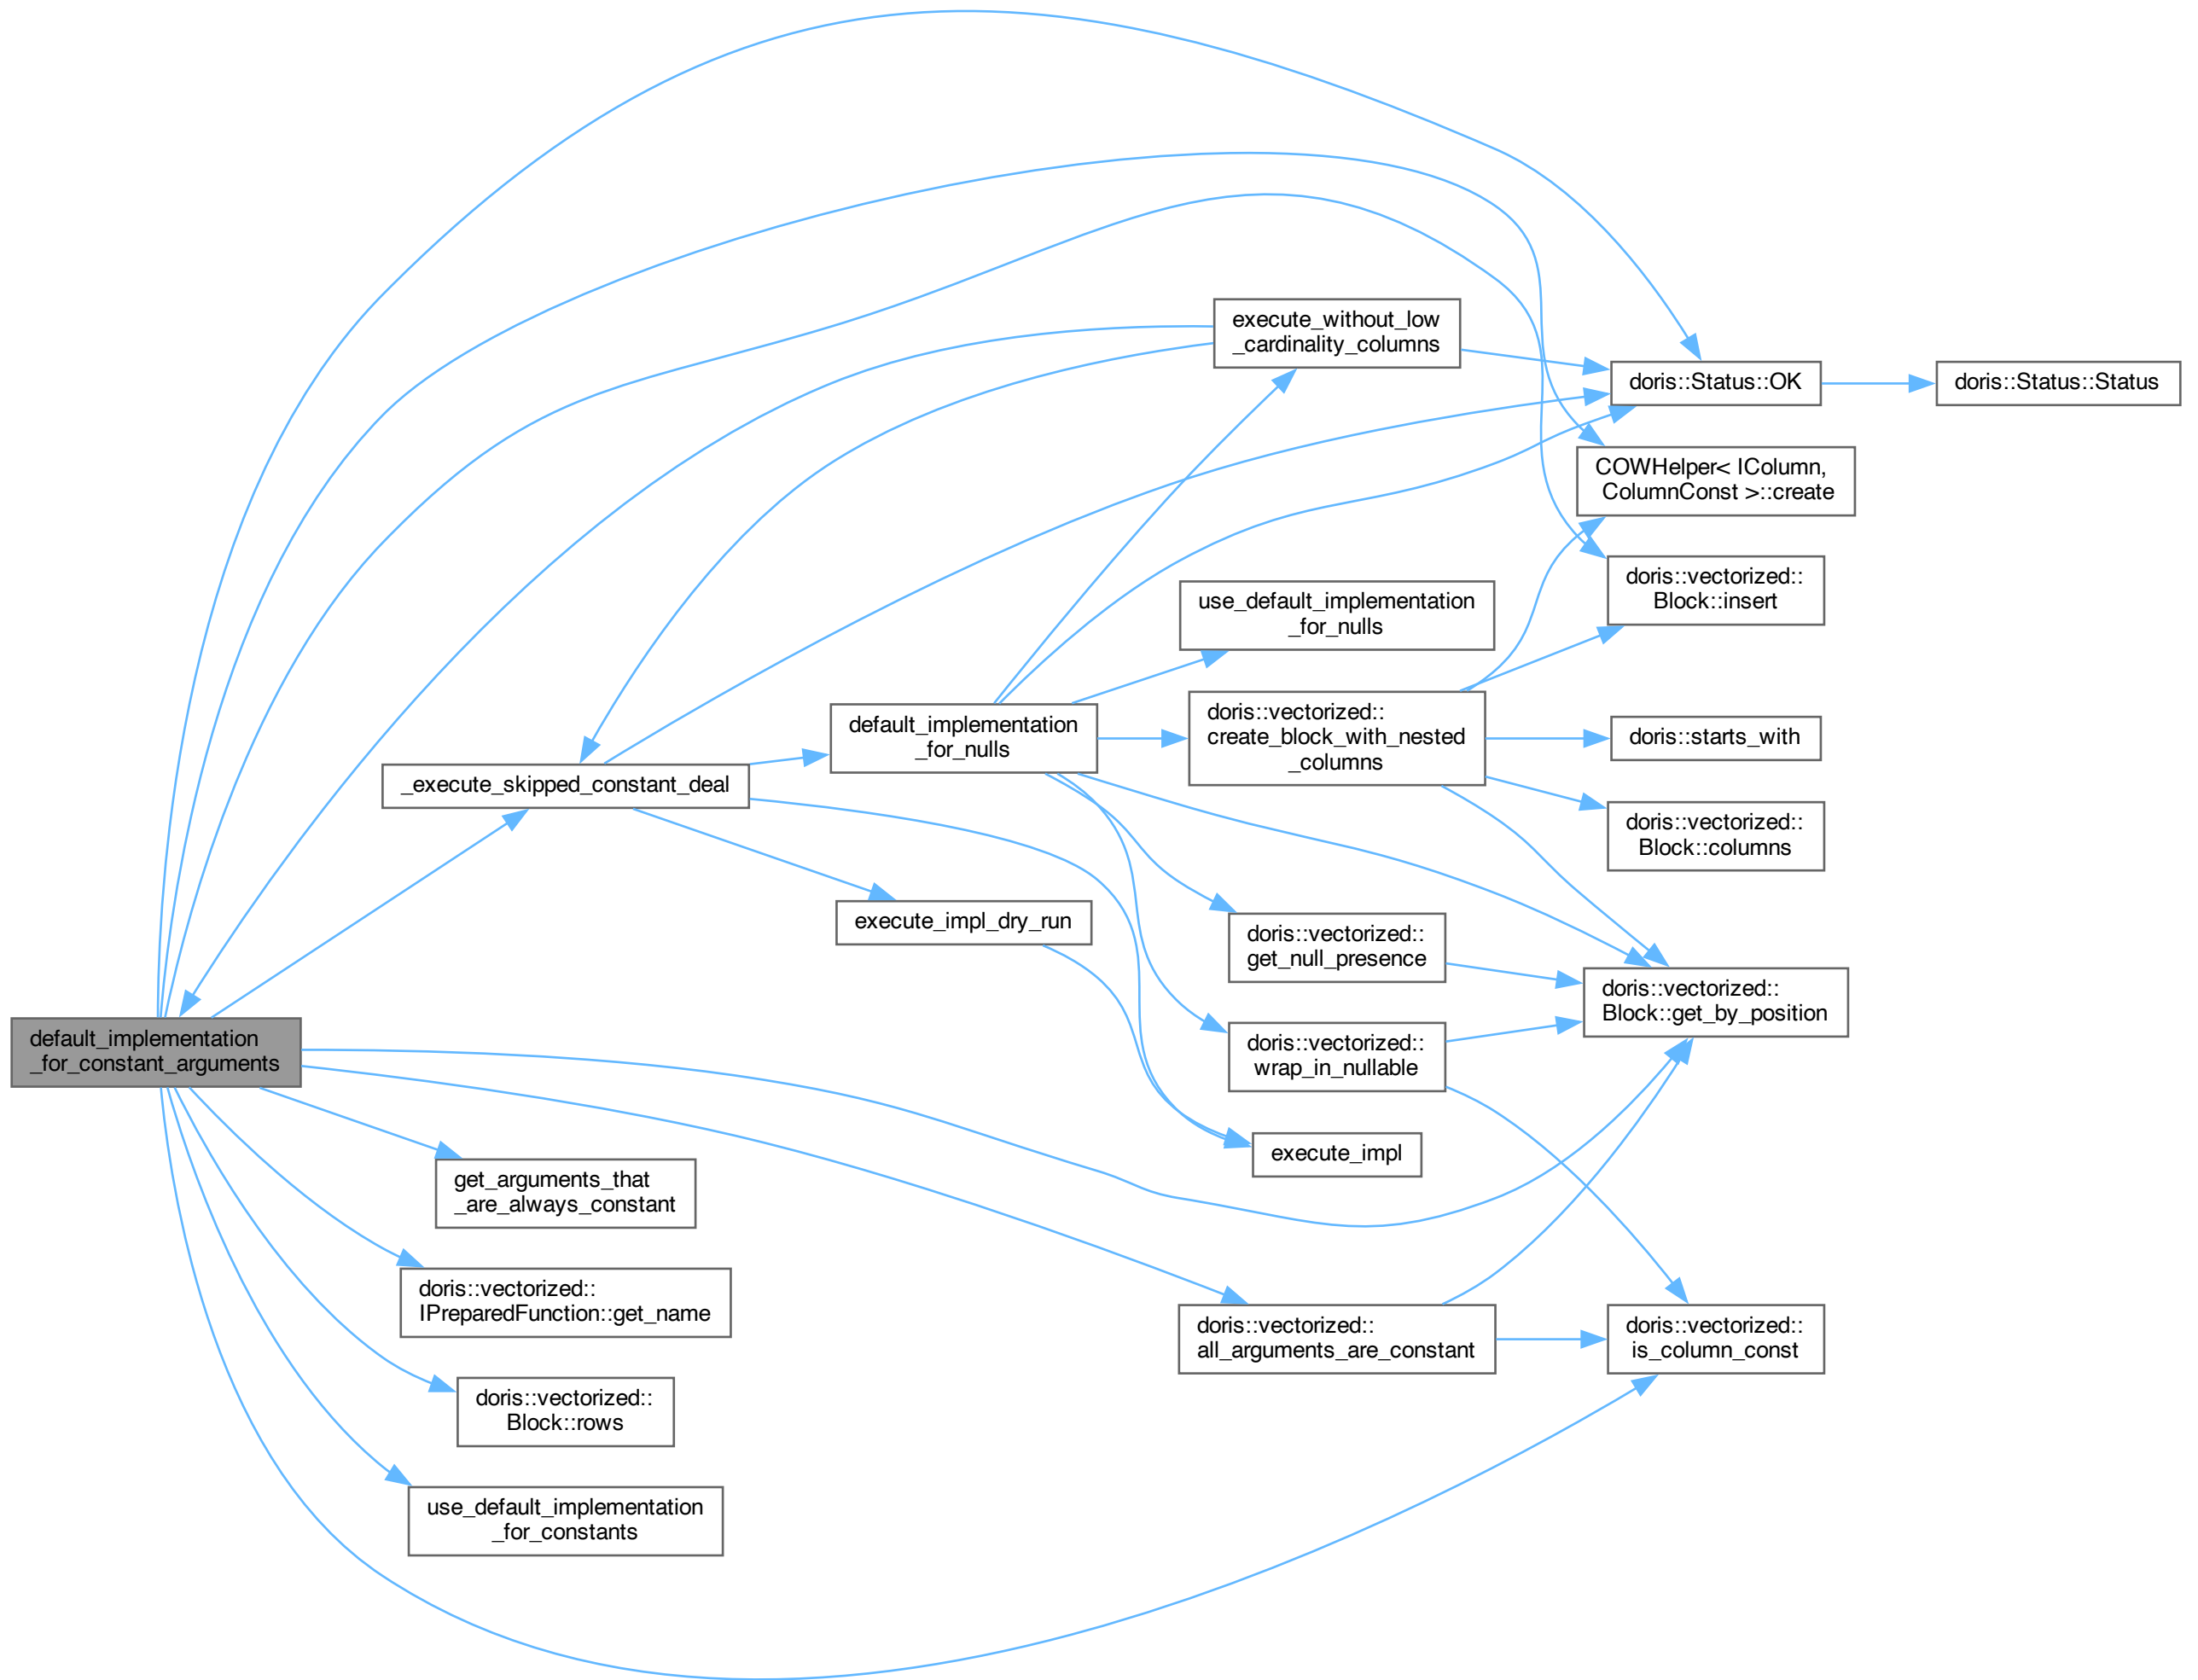 execute_without_low
_cardinality_columns
doris::Status::OK
doris::Status::Status
COWHelper< IColumn,
ColumnConst >::create
doris::vectorized::
Block::insert
use_default_implementation
_for_nulls
default_implementation
_for_nulls
doris::vectorized::
create_block_with_nested
_columns
doris::starts_with
_execute_skipped_constant_deal
doris::vectorized::
Block::columns
execute_impl_dry_run
doris::vectorized::
get_null_presence
doris::vectorized::
Block::get_by_position
default_implementation
_for_constant_arguments
doris::vectorized::
wrap_in_nullable
execute_impl
get_arguments_that
_are_always_constant
doris::vectorized::
IPreparedFunction::get_name
doris::vectorized::
all_arguments_are_constant
doris::vectorized::
is_column_const
doris::vectorized::
Block::rows
use_default_implementation
_for_constants